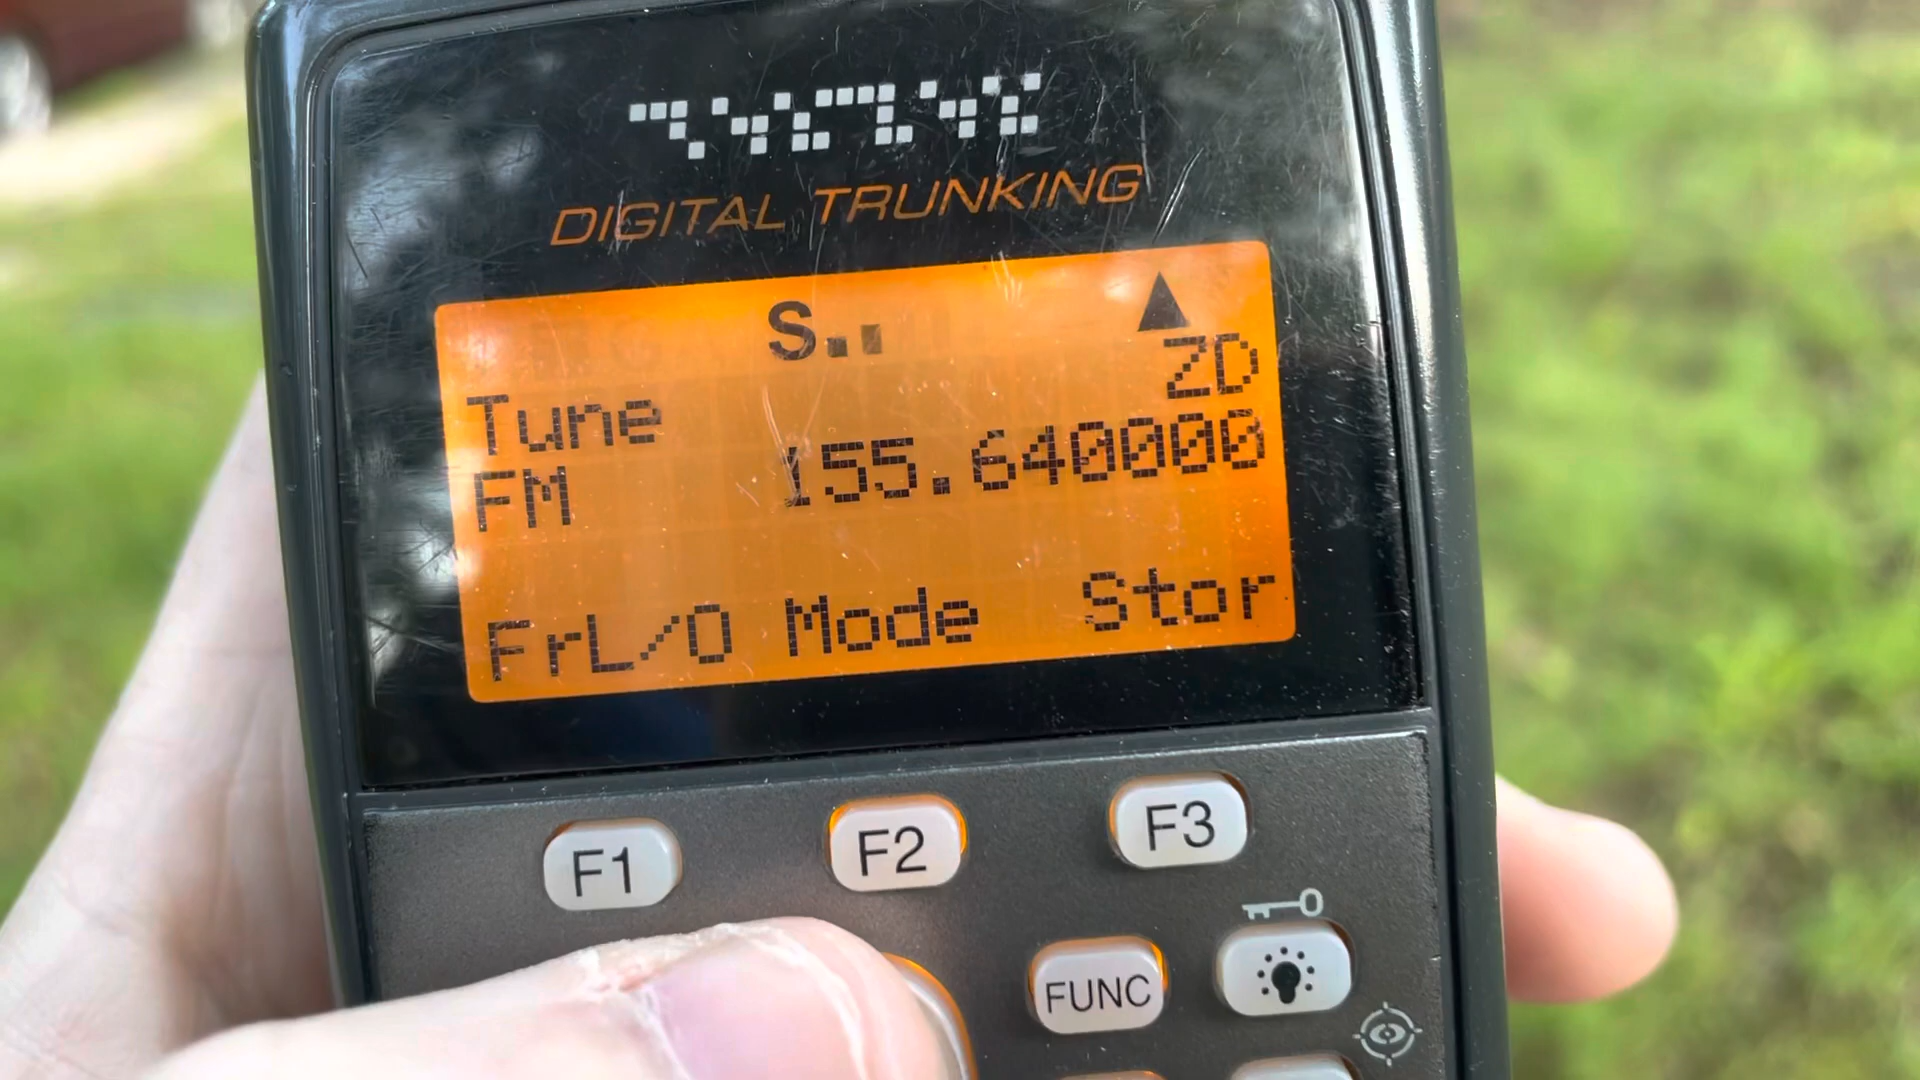 DIGITAL TRUNKING
S..
ZD
Tune
FM 155.640000
FrL/O Mode Stor
F1 F2 F3
FUNC